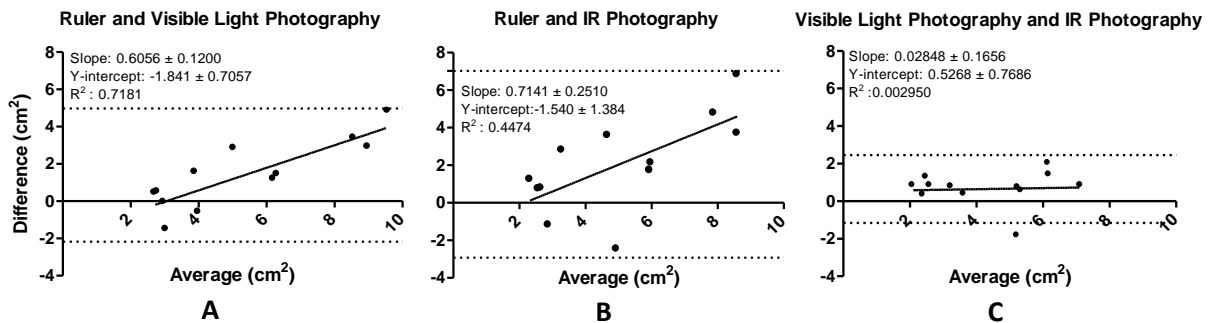 Ruler and Visible Light Photography
8
6
4
2
0
-2
-4
Difference (cm²)
Slope: 0.6056 ± 0.1200
Y-intercept: -1.841 ± 0.7057
R² : 0.7181
2
4
6
8
10
Average (cm²)
A
Ruler and IR Photography
8
6
4
2
0
-2
-4
Slope: 0.7141 ± 0.2510
Y-intercept:-1.540 ± 1.384
R² : 0.4474
2
4
6
8
10
Average (cm²)
B
Visible Light Photography and IR Photography
8
6
4
2
0
-2
-4
Slope: 0.02848 ± 0.1656
Y-intercept: 0.5268 ± 0.7686
R² :0.002950
2
4
6
8
10
Average (cm²)
C